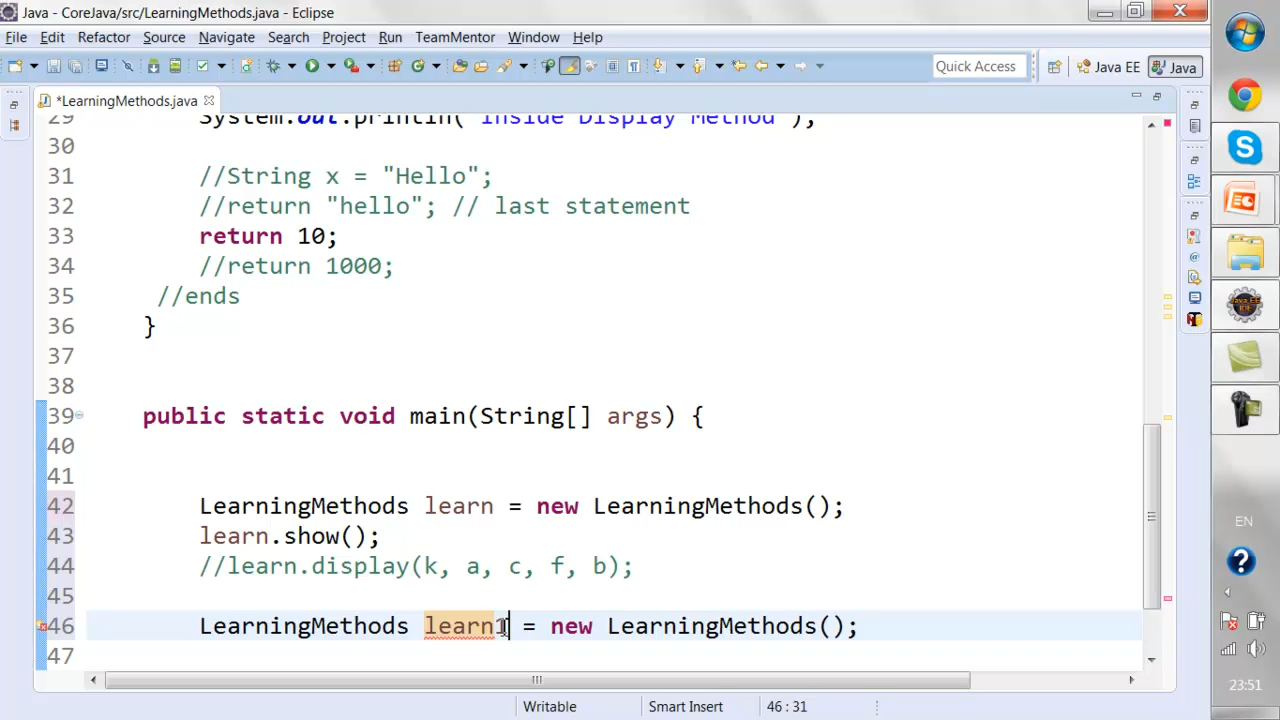 Java - CoreJava/src/LearningMethods.java - Eclipse
File Edit Refactor Source Navigate Search Project Run TeamMentor Window Help
Quick Access Java EE Java
*LearningMethods.java
29 System.out.println("Inside Display Method");
30
31 //String x = "Hello";
32 //return "hello"; // last statement
33 return 10;
34 //return 1000;
35 //ends
36 }
37
38
39 public static void main(String[] args) {
40
41
42 LearningMethods learn = new LearningMethods();
43 learn.show();
44 //learn.display(k, a, c, f, b);
45
46 LearningMethods learn1 = new LearningMethods();
47
EN
Writable Smart Insert 46 : 31
23:51